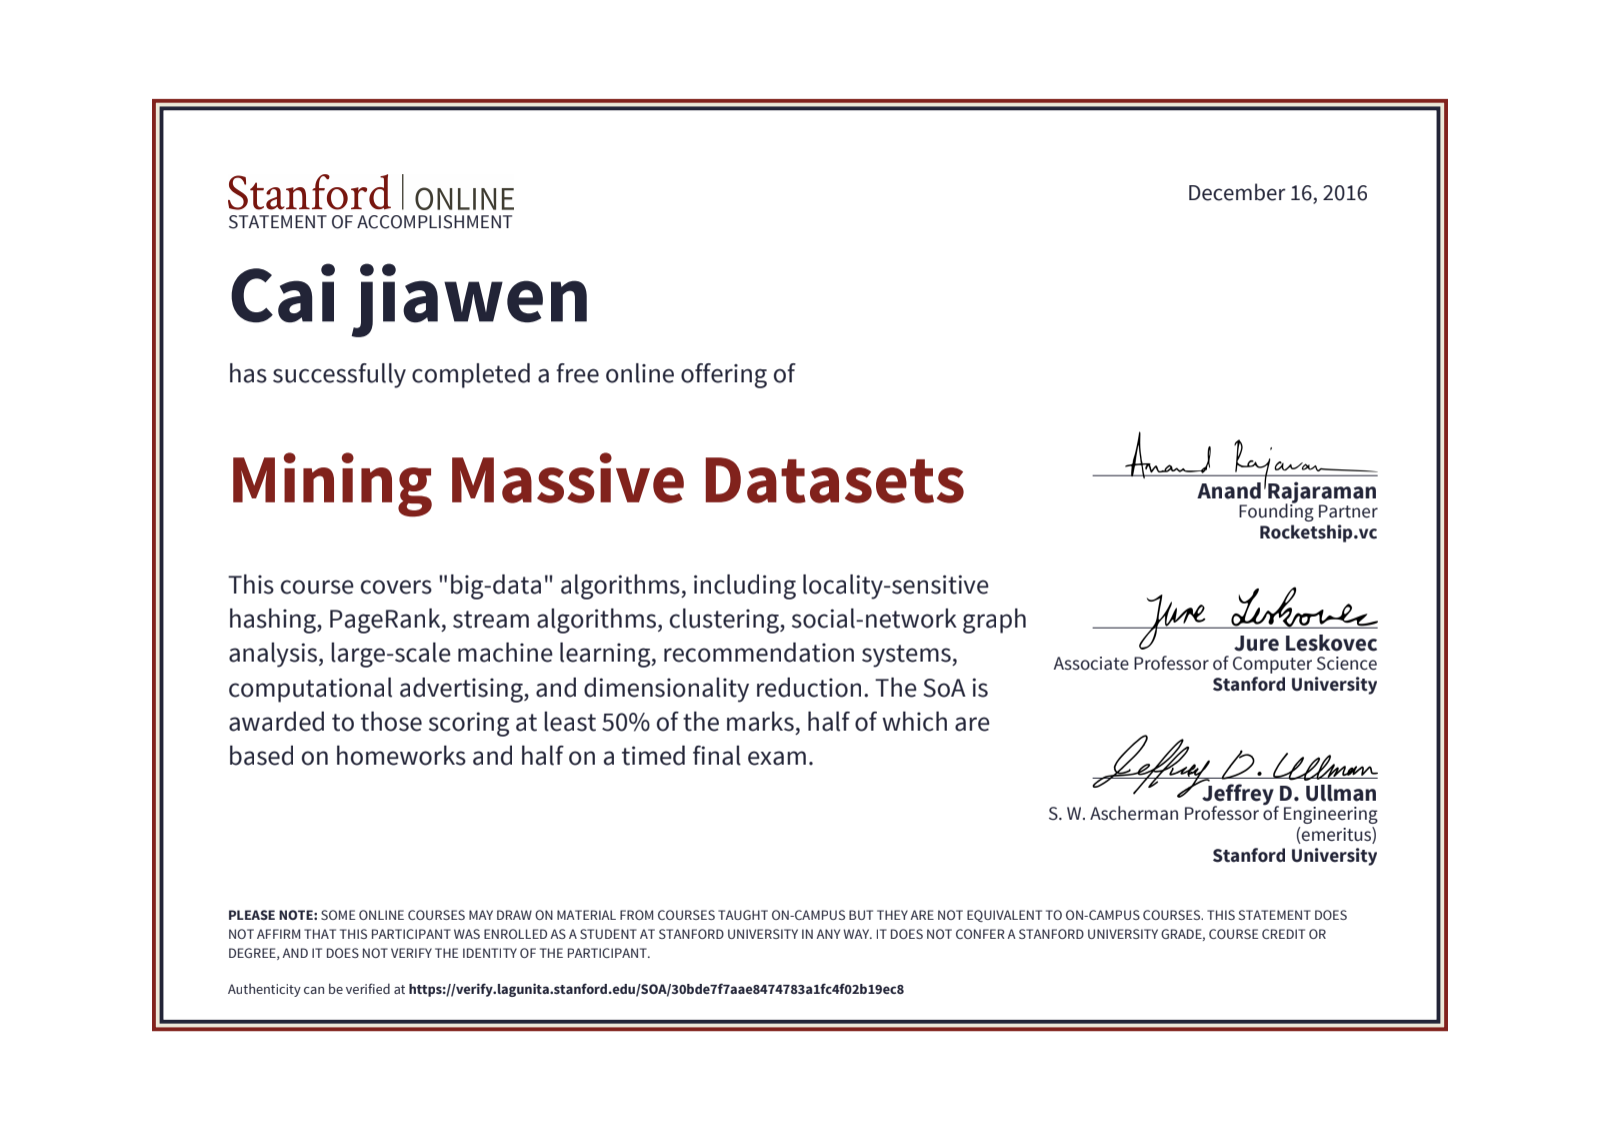 Stanford | ONLINE
STATEMENT OF ACCOMPLISHMENT
December 16, 2016
Cai jiawen
has successfully completed a free online offering of
Mining Massive Datasets
This course covers "big-data" algorithms, including locality-sensitive
hashing, PageRank, stream algorithms, clustering, social-network graph
analysis, large-scale machine learning, recommendation systems,
computational advertising, and dimensionality reduction. The SoA is
awarded to those scoring at least 50% of the marks, half of which are
based on homeworks and half on a timed final exam.
Anand Rajaraman
Anand Rajaraman
Founding Partner
Rocketship.vc
Jure Leskovec
Jure Leskovec
Associate Professor of Computer Science
Stanford University
Jeffrey D. Ullman
Jeffrey D. Ullman
S. W. Ascherman Professor of Engineering
(emeritus)
Stanford University
PLEASE NOTE: SOME ONLINE COURSES MAY DRAW ON MATERIAL FROM COURSES TAUGHT ON-CAMPUS BUT THEY ARE NOT EQUIVALENT TO ON-CAMPUS COURSES. THIS STATEMENT DOES
NOT AFFIRM THAT THIS PARTICIPANT WAS ENROLLED AS A STUDENT AT STANFORD UNIVERSITY IN ANY WAY. IT DOES NOT CONFER A STANFORD UNIVERSITY GRADE, COURSE CREDIT OR
DEGREE, AND IT DOES NOT VERIFY THE IDENTITY OF THE PARTICIPANT.
Authenticity can be verified at https://verify.lagunita.stanford.edu/SOA/30bde7f7aae8474783a1fc4f02b19ec8